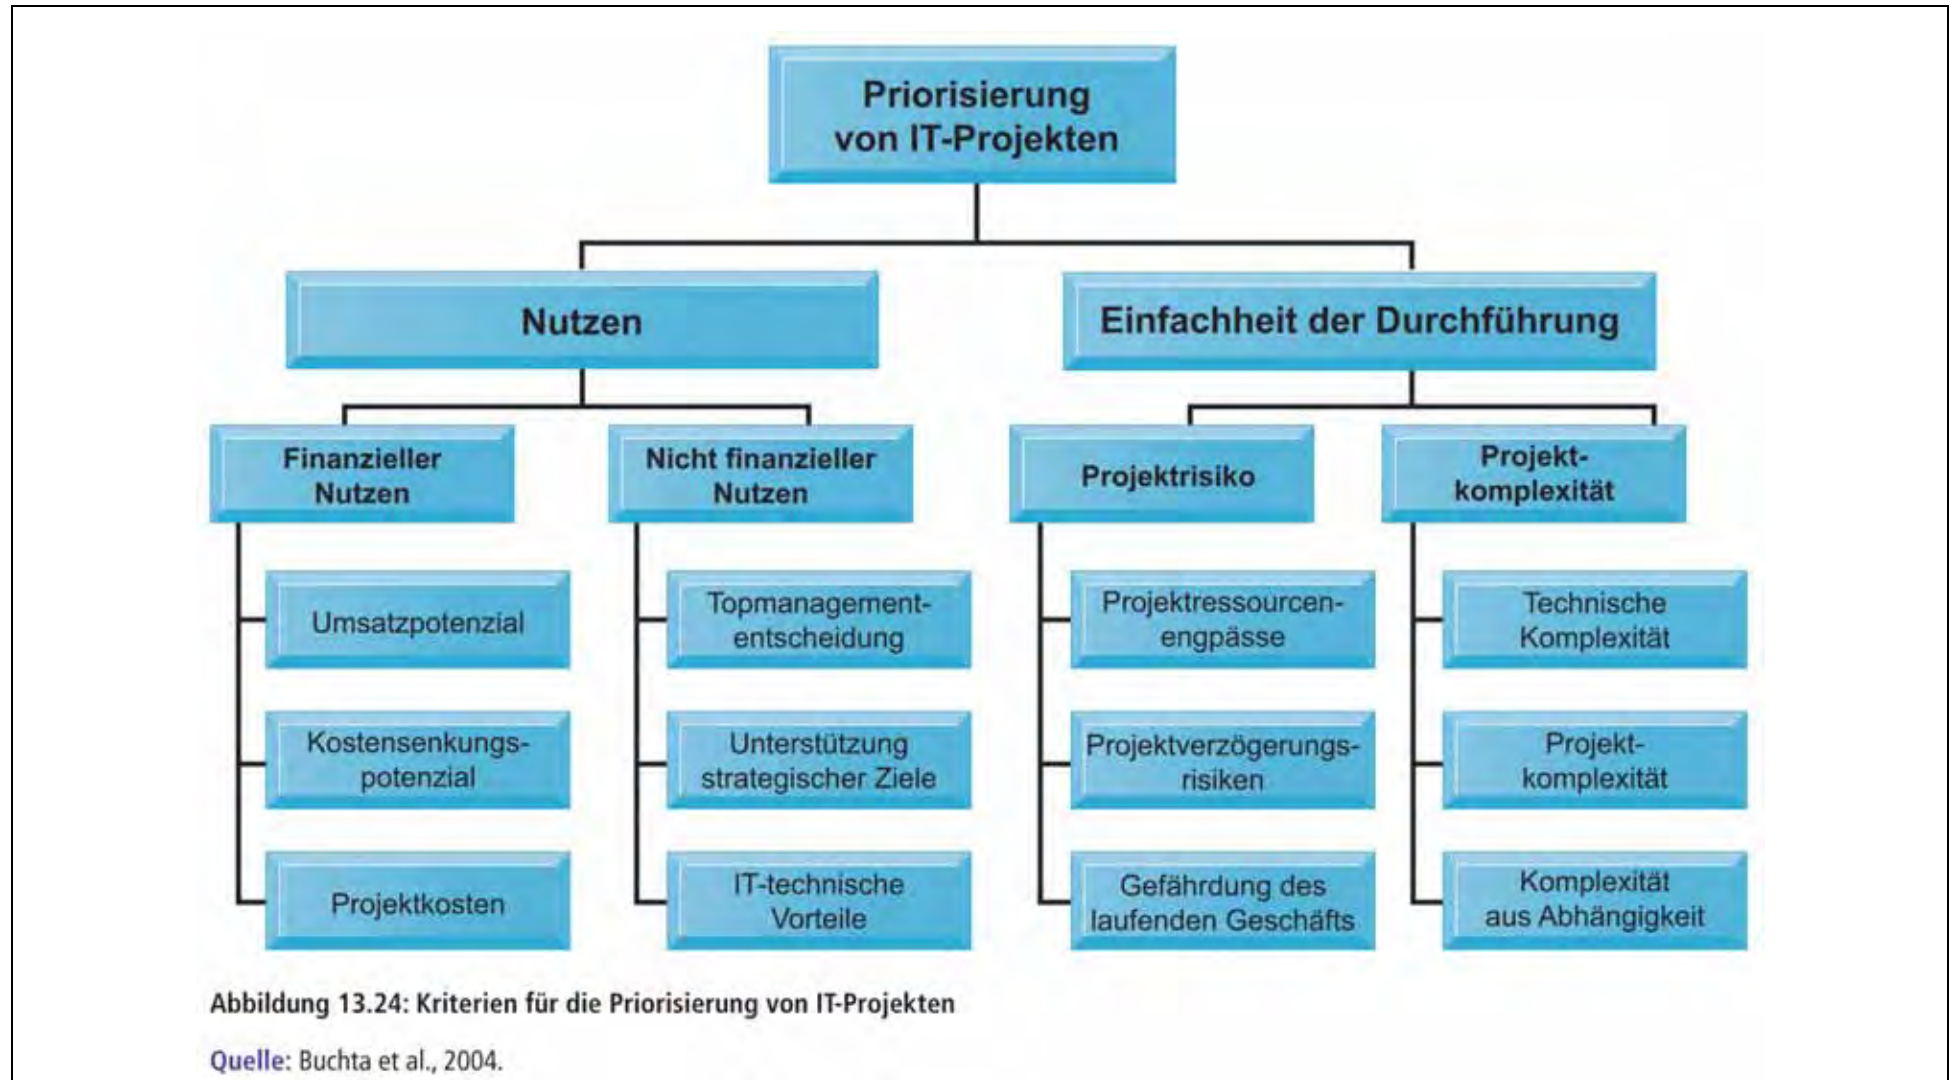 Priorisierung
von IT-Projekten
Nutzen
Einfachheit der Durchführung
Finanzieller
Nutzen
Nicht finanzieller
Nutzen
Projektrisiko
Projekt-
komplexität
Umsatzpotenzial
Topmanagement-
entscheidung
Projektressourcen-
engpässe
Technische
Komplexität
Kostensenkungs-
potenzial
Unterstützung
strategischer Ziele
Projektverzögerungs-
risiken
Projekt-
komplexität
Projektkosten
IT-technische
Vorteile
Gefährdung des
laufenden Geschäfts
Komplexität
aus Abhängigkeit
Abbildung 13.24: Kriterien für die Priorisierung von IT-Projekten
Quelle: Buchta et al., 2004.